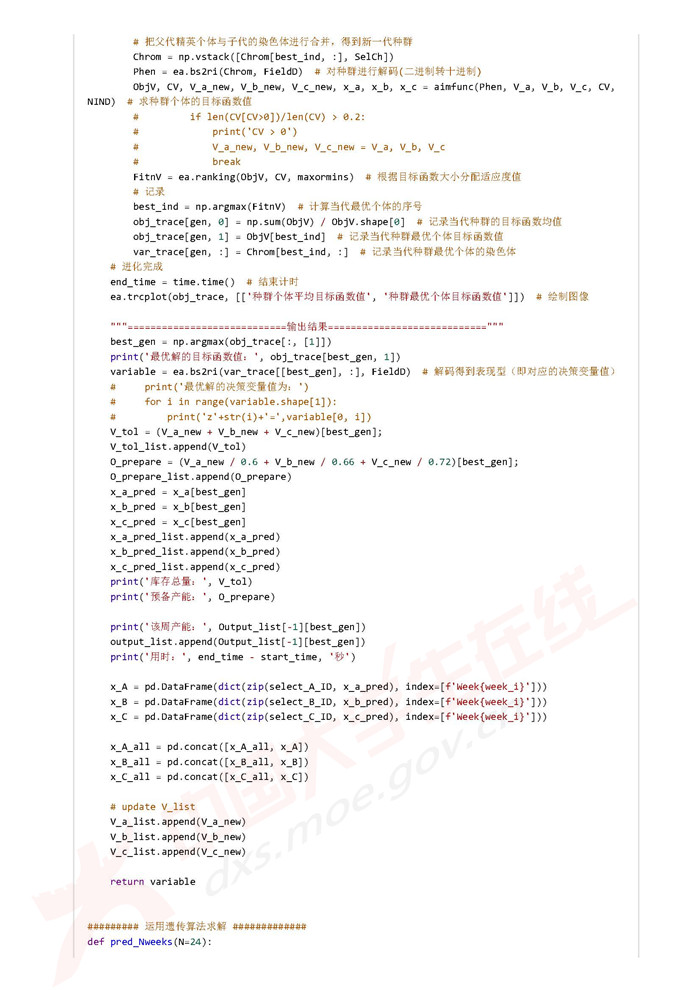 # 把父代精英个体与子代的染色体进行合并，得到新一代种群
Chrom = np.vstack([Chrom[best_ind, :], SelCh])
Phen = ea.bs2ri(Chrom, FieldD)  # 对种群进行解码(二进制转十进制)
ObjV, CV, V_a_new, V_b_new, V_c_new, x_a, x_b, x_c = aimfunc(Phen, V_a, V_b, V_c, CV,
NIND)  # 求种群个体的目标函数值
#         if len(CV[CV>0])/len(CV) > 0.2:
#             print('CV > 0')
#             V_a_new, V_b_new, V_c_new = V_a, V_b, V_c
#             break
FitnV = ea.ranking(ObjV, CV, maxormins)  # 根据目标函数大小分配适应度值
# 记录
best_ind = np.argmax(FitnV)  # 计算当代最优个体的序号
obj_trace[gen, 0] = np.sum(ObjV) / ObjV.shape[0]  # 记录当代种群的目标函数均值
obj_trace[gen, 1] = ObjV[best_ind]  # 记录当代种群最优个体目标函数值
var_trace[gen, :] = Chrom[best_ind, :]  # 记录当代种群最优个体的染色体
# 进化完成
end_time = time.time()  # 结束计时
ea.trcplot(obj_trace, [['种群个体平均目标函数值', '种群最优个体目标函数值']])  # 绘制图像
"""============================输出结果============================"""
best_gen = np.argmax(obj_trace[:, [1]])
print('最优解的目标函数值：', obj_trace[best_gen, 1])
variable = ea.bs2ri(var_trace[[best_gen], :], FieldD)  # 解码得到表现型（即对应的决策变量值）
#     print('最优解的决策变量值为：')
#     for i in range(variable.shape[1]):
#         print('z'+str(i)+'=',variable[0, i])
V_tol = (V_a_new + V_b_new + V_c_new)[best_gen];
V_tol_list.append(V_tol)
O_prepare = (V_a_new / 0.6 + V_b_new / 0.66 + V_c_new / 0.72)[best_gen];
O_prepare_list.append(O_prepare)
x_a_pred = x_a[best_gen]
x_b_pred = x_b[best_gen]
x_c_pred = x_c[best_gen]
x_a_pred_list.append(x_a_pred)
x_b_pred_list.append(x_b_pred)
x_c_pred_list.append(x_c_pred)
print('库存总量：', V_tol)
print('预备产能：', O_prepare)
print('该周产能：', Output_list[-1][best_gen])
output_list.append(Output_list[-1][best_gen])
print('用时：', end_time - start_time, '秒')
x_A = pd.DataFrame(dict(zip(select_A_ID, x_a_pred), index=[f'Week{week_i}']))
x_B = pd.DataFrame(dict(zip(select_B_ID, x_b_pred), index=[f'Week{week_i}']))
x_C = pd.DataFrame(dict(zip(select_C_ID, x_c_pred), index=[f'Week{week_i}']))
x_A_all = pd.concat([x_A_all, x_A])
x_B_all = pd.concat([x_B_all, x_B])
x_C_all = pd.concat([x_C_all, x_C])
# update V_list
V_a_list.append(V_a_new)
V_b_list.append(V_b_new)
V_c_list.append(V_c_new)
return variable
######### 运用遗传算法求解 #############
def pred_Nweeks(N=24):
中国大学生在线
dxs.moe.gov.cn